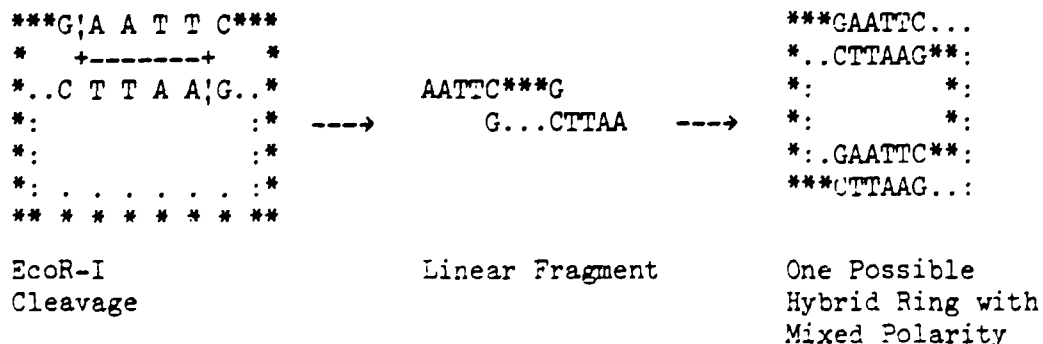 ***G¦A A T T C***          ***GAATTC...
*   +-------+   *          *..CTTAAG**:
*..C T T A A¦G..*   AATTC***G   *:        *:
*:             :*  --->   G...CTTAA  --->   *:        *:
*:             :*          *:.GAATTC**:
*: . . . . . . :*          ***CTTAAG..:
** * * * * * * **
EcoR-I          Linear Fragment          One Possible
Cleavage          Hybrid Ring with
Mixed Polarity